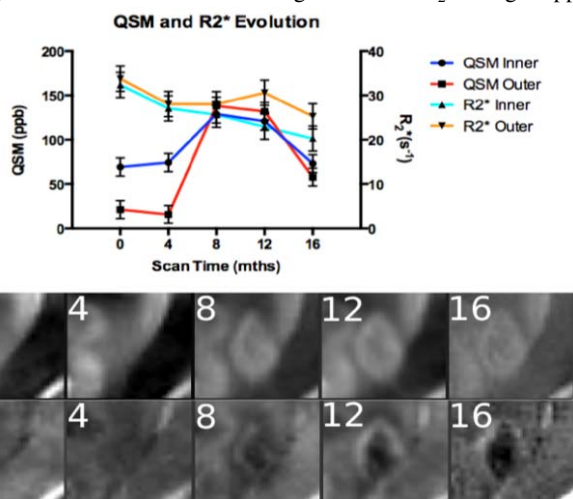 QSM and R2* Evolution
200
150
100
50
0
QSM (ppb)
40
30
20
10
0
R2*(s-1)
0 4 8 12 16
Scan Time (mths)
QSM Inner
QSM Outer
R2* Inner
R2* Outer
4 8 12 16
4 8 12 16